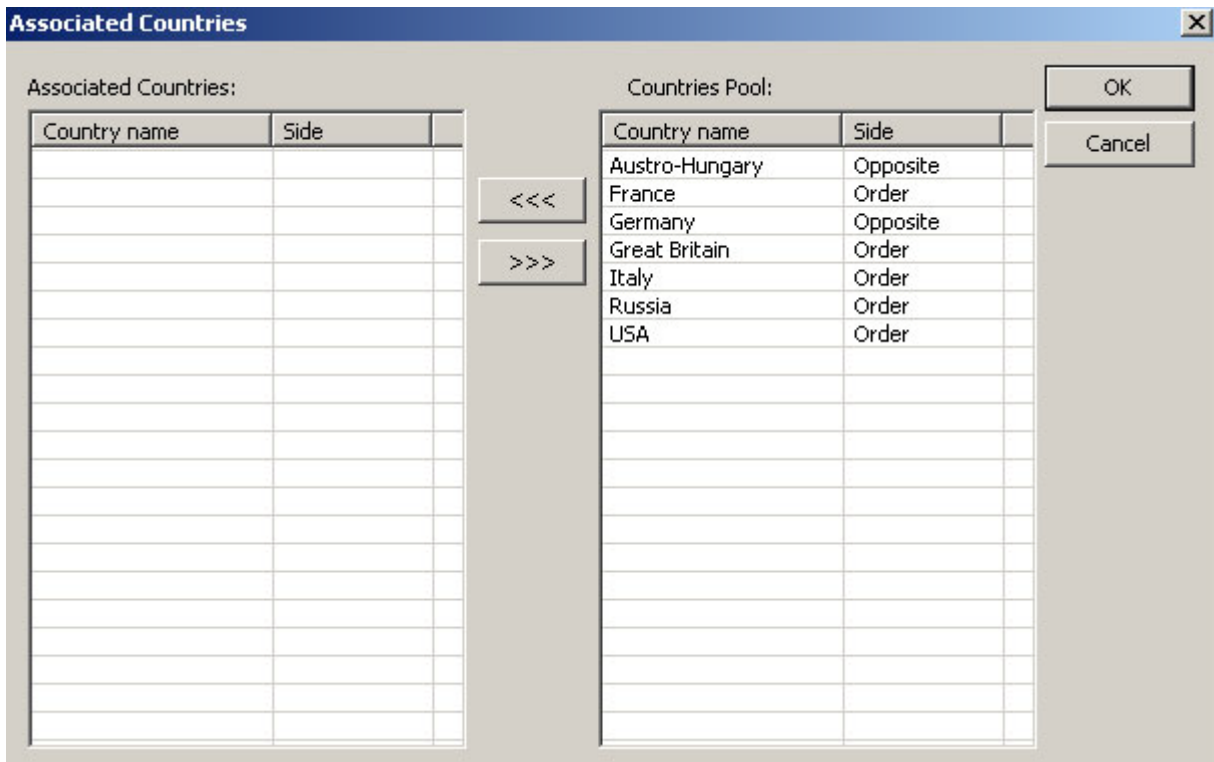 Associated Countries
Associated Countries:
Countries Pool:
OK
Country name Side
Country name Side
Cancel
Austro-Hungary Opposite
<<<
France Order
Germany Opposite
Great Britain Order
>>>
Italy Order
Russia Order
USA Order